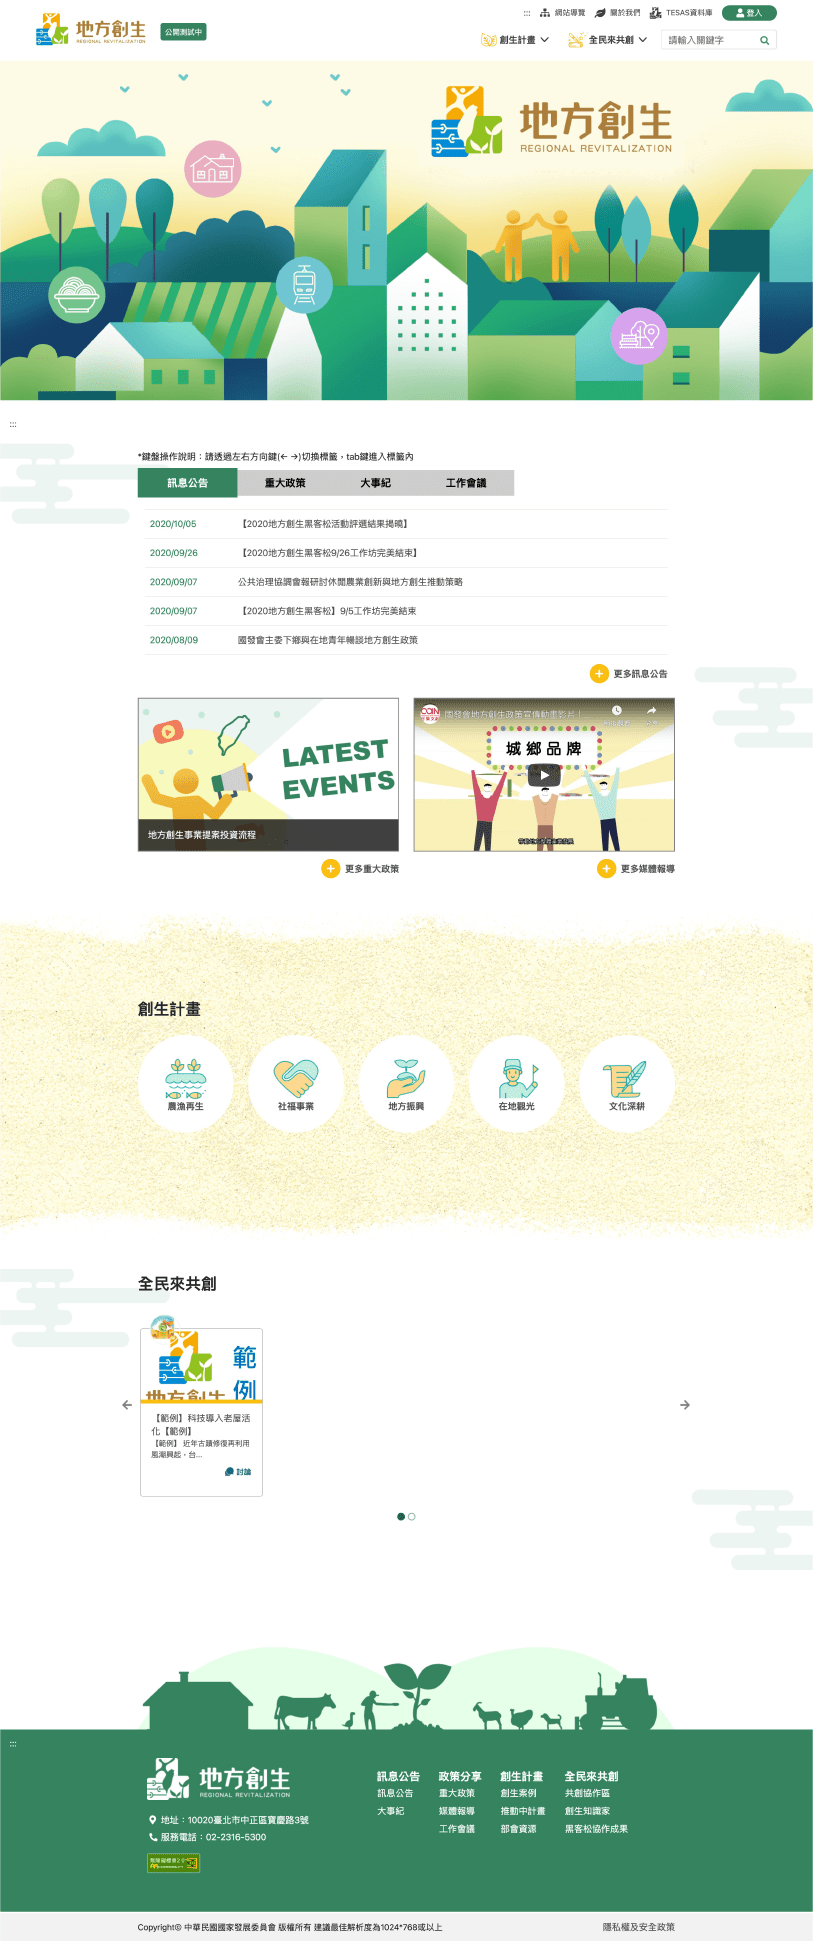 地方創生
REGIONAL REVITALIZATION
公開測試中
::: 網站導覽 關於我們 TESAS資料庫 登入
創生計畫 全民來共創 請輸入關鍵字
地方創生
REGIONAL REVITALIZATION
:::
*鍵盤操作說明：請透過左右方向鍵(← →)切換標籤，tab鍵進入標籤內
訊息公告 重大政策 大事紀 工作會議
2020/10/05 【2020地方創生黑客松活動評選結果揭曉】
2020/09/26 【2020地方創生黑客松9/26工作坊完美結束】
2020/09/07 公共治理協調會報研討休閒農業創新與地方創生推動策略
2020/09/07 【2020地方創生黑客松】9/5工作坊完美結束
2020/08/09 國發會主委下鄉與在地青年暢談地方創生政策
更多訊息公告
LATEST
EVENTS
地方創生事業提案投資流程
國發會地方創生政策宣傳動畫影片
城鄉品牌
更多重大政策
更多媒體報導
創生計畫
農漁再生 社福事業 地方振興 在地觀光 文化深耕
全民來共創
範
例
地方創生
【範例】科技導入老屋活
化【範例】
【範例】 近年古蹟修復再利用
風潮興起，台...
討論
:::
地方創生
REGIONAL REVITALIZATION
地址：10020臺北市中正區寶慶路3號
服務電話：02-2316-5300
訊息公告 政策分享 創生計畫 全民來共創
訊息公告 重大政策 創生案例 共創協作區
大事紀 媒體報導 推動中計畫 創生知識家
工作會議 部會資源 黑客松協作成果
Copyright© 中華民國國家發展委員會 版權所有 建議最佳解析度為1024*768或以上
隱私權及安全政策